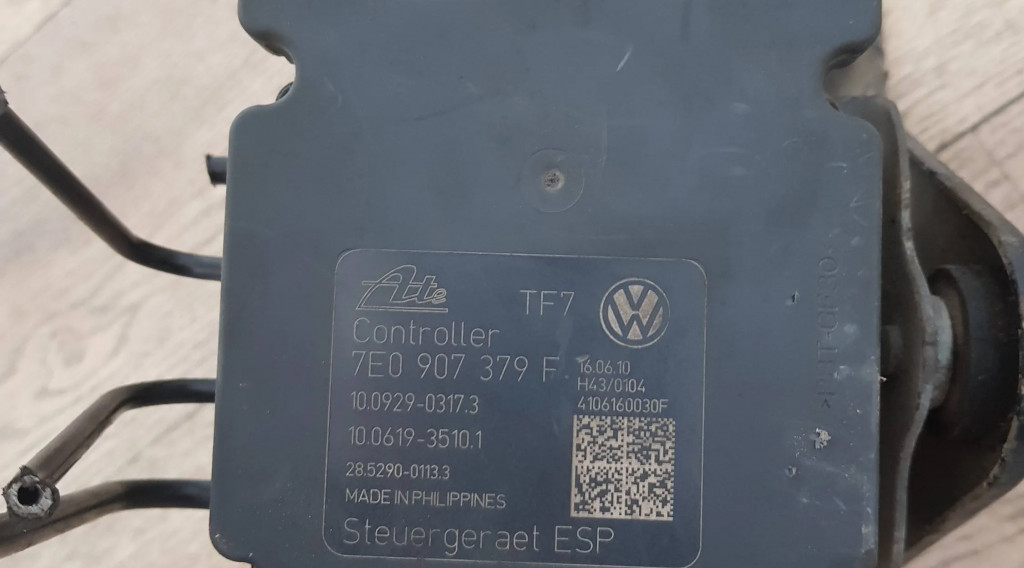 Ate
TF7
Controller
7E0 907 379 F
16.06.10
H43/0104
4106160030F
10.0929-0317.3
10.0619-3510.1
28.5290-0113.3
MADE IN PHILIPPINES
Steuergeraet ESP